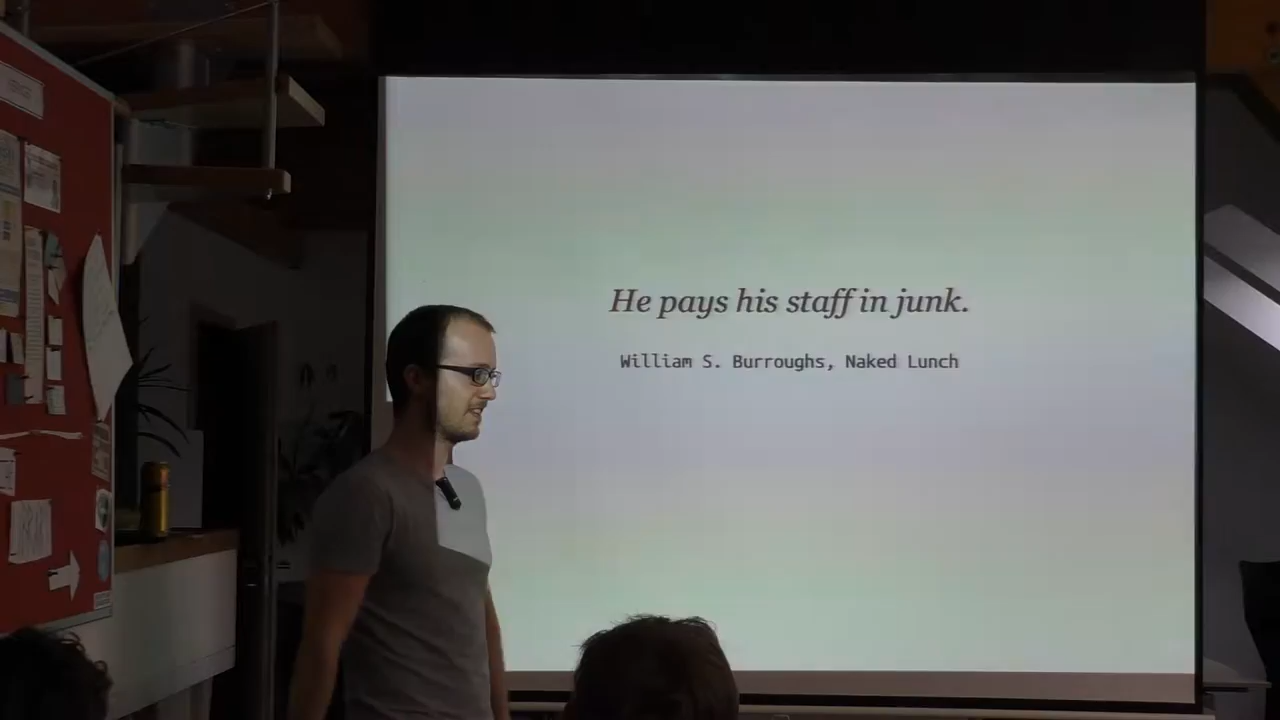 He pays his staff in junk.
William S. Burroughs, Naked Lunch